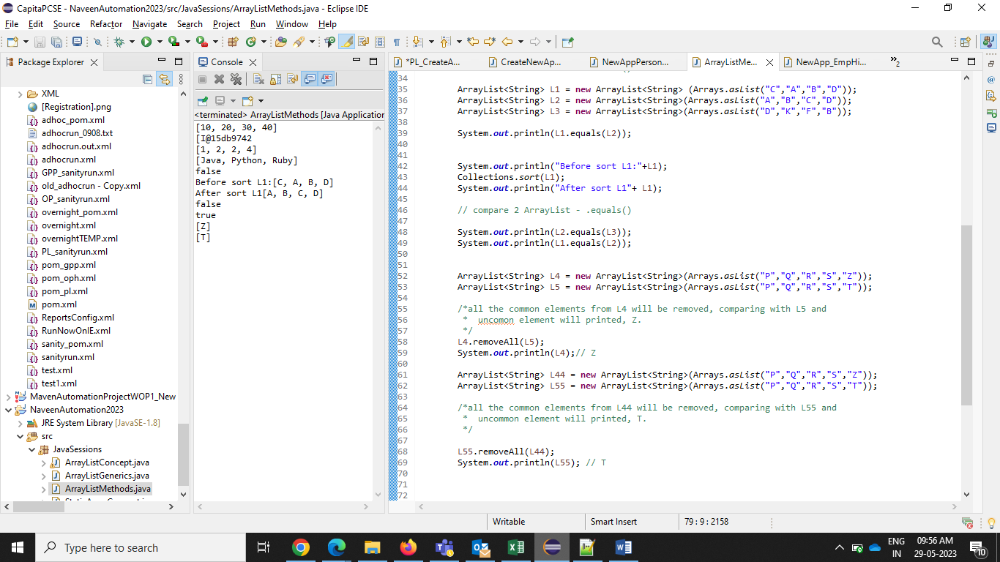 CapitaPCSE - NaveenAutomation2023/src/JavaSessions/ArrayListMethods.java - Eclipse IDE
File Edit Source Refactor Navigate Search Project Run Window Help
Package Explorer
XML
[Registration].png
adhoc_pom.xml
adhocrun_0908.txt
adhocrun.out.xml
adhocrun.xml
GPP_sanityrun.xml
old_adhocrun - Copy.xml
OP_sanityrun.xml
overnight_pom.xml
overnight.xml
overnightTEMP.xml
PL_sanityrun.xml
pom_gpp.xml
pom_oph.xml
pom_pl.xml
pom.xml
ReportsConfig.xml
RunNowOnIE.xml
sanity_pom.xml
sanityrun.xml
test.xml
test1.xml
MavenAutomationProjectWOP1_New
NaveenAutomation2023
JRE System Library [JavaSE-1.8]
src
JavaSessions
ArrayListConcept.java
ArrayListGenerics.java
ArrayListMethods.java
Console
<terminated> ArrayListMethods [Java Application
[10, 20, 30, 40]
[I@15db9742
[1, 2, 2, 4]
[Java, Python, Ruby]
false
Before sort L1:[C, A, B, D]
After sort L1[A, B, C, D]
false
true
[Z]
[T]
*PL_CreateA... CreateNewAp... NewAppPerson... ArrayListMe... NewApp_EmpHi... »2
34
35 ArrayList<String> L1 = new ArrayList<String> (Arrays.asList("C","A","B","D"));
36 ArrayList<String> L2 = new ArrayList<String>(Arrays.asList("A","B","C","D"));
37 ArrayList<String> L3 = new ArrayList<String>(Arrays.asList("D","K","F","B"));
38
39 System.out.println(L1.equals(L2));
40
41
42 System.out.println("Before sort L1:"+L1);
43 Collections.sort(L1);
44 System.out.println("After sort L1"+ L1);
45
46 // compare 2 ArrayList - .equals()
47
48 System.out.println(L2.equals(L3));
49 System.out.println(L1.equals(L2));
50
51
52 ArrayList<String> L4 = new ArrayList<String>(Arrays.asList("P","Q","R","S","Z"));
53 ArrayList<String> L5 = new ArrayList<String>(Arrays.asList("P","Q","R","S","T"));
54
55 /*all the common elements from L4 will be removed, comparing with L5 and
56 * uncomon element will printed, Z.
57 */
58 L4.removeAll(L5);
59 System.out.println(L4);// Z
60
61 ArrayList<String> L44 = new ArrayList<String>(Arrays.asList("P","Q","R","S","Z"));
62 ArrayList<String> L55 = new ArrayList<String>(Arrays.asList("P","Q","R","S","T"));
63
64 /*all the common elements from L44 will be removed, comparing with L55 and
65 * uncommon element will printed, T.
66 */
67
68 L55.removeAll(L44);
69 System.out.println(L55); // T
70
71
72
Writable Smart Insert 79 : 9 : 2158
Type here to search
ENG
IN
09:56 AM
29-05-2023
10